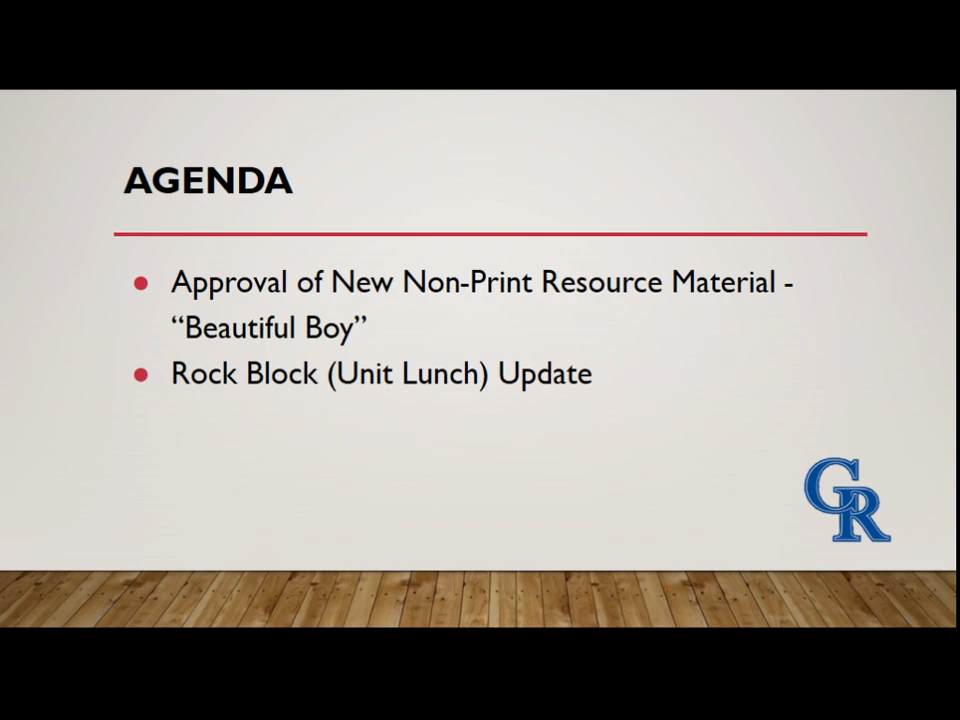 AGENDA
● Approval of New Non-Print Resource Material -
“Beautiful Boy”
● Rock Block (Unit Lunch) Update
GR